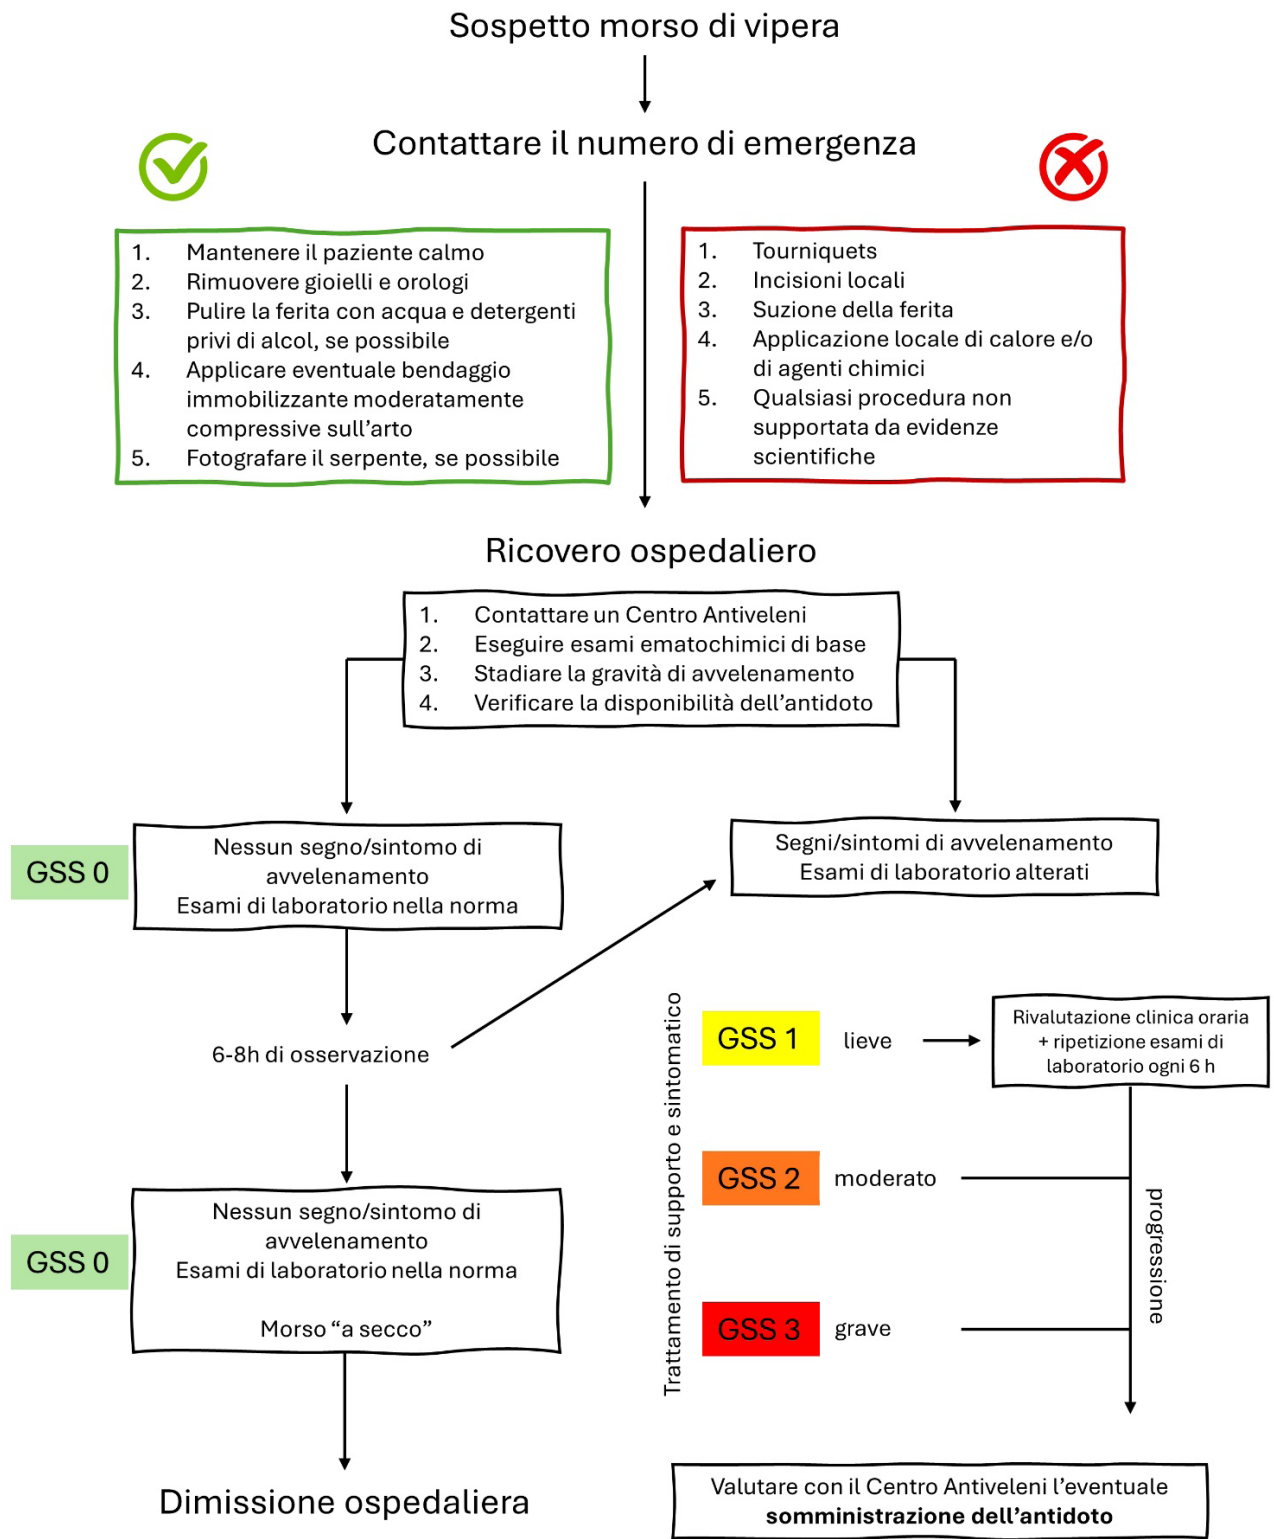 Sospetto morso di vipera
Contattare il numero di emergenza
1. Mantenere il paziente calmo
2. Rimuovere gioielli e orologi
3. Pulire la ferita con acqua e detergenti
privi di alcol, se possibile
4. Applicare eventuale bendaggio
immobilizzante moderatamente
compressive sull’arto
5. Fotografare il serpente, se possibile
1. Tourniquets
2. Incisioni locali
3. Suzione della ferita
4. Applicazione locale di calore e/o
di agenti chimici
5. Qualsiasi procedura non
supportata da evidenze
scientifiche
Ricovero ospedaliero
1. Contattare un Centro Antiveleni
2. Eseguire esami ematochimici di base
3. Stadiare la gravità di avvelenamento
4. Verificare la disponibilità dell’antidoto
GSS 0
Nessun segno/sintomo di
avvelenamento
Esami di laboratorio nella norma
Segni/sintomi di avvelenamento
Esami di laboratorio alterati
6-8h di osservazione
GSS 0
Nessun segno/sintomo di
avvelenamento
Esami di laboratorio nella norma
Morso “a secco”
Dimissione ospedaliera
Trattamento di supporto e sintomatico
GSS 1
lieve
Rivalutazione clinica oraria
+ ripetizione esami di
laboratorio ogni 6 h
GSS 2
moderato
GSS 3
grave
progressione
Valutare con il Centro Antiveleni l’eventuale
somministrazione dell’antidoto